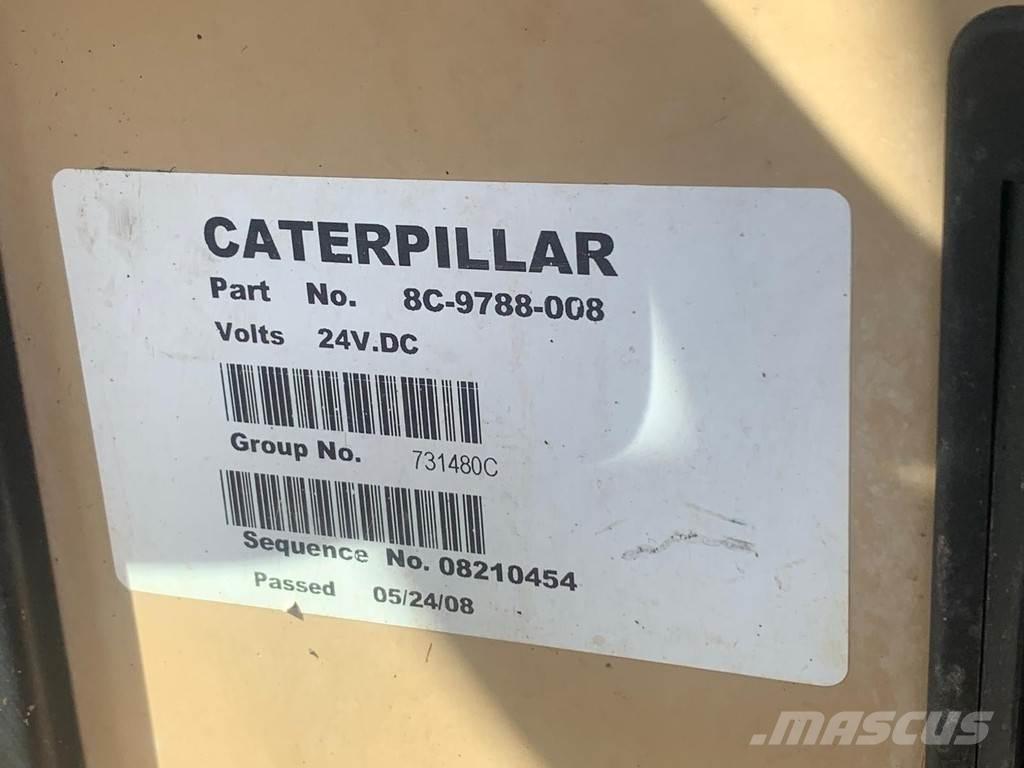 CATERPILLAR
Part No. 8C-9788-008
Volts 24V.DC
Group No. 731480C
Sequence No. 08210454
Passed 05/24/08
MASCUS